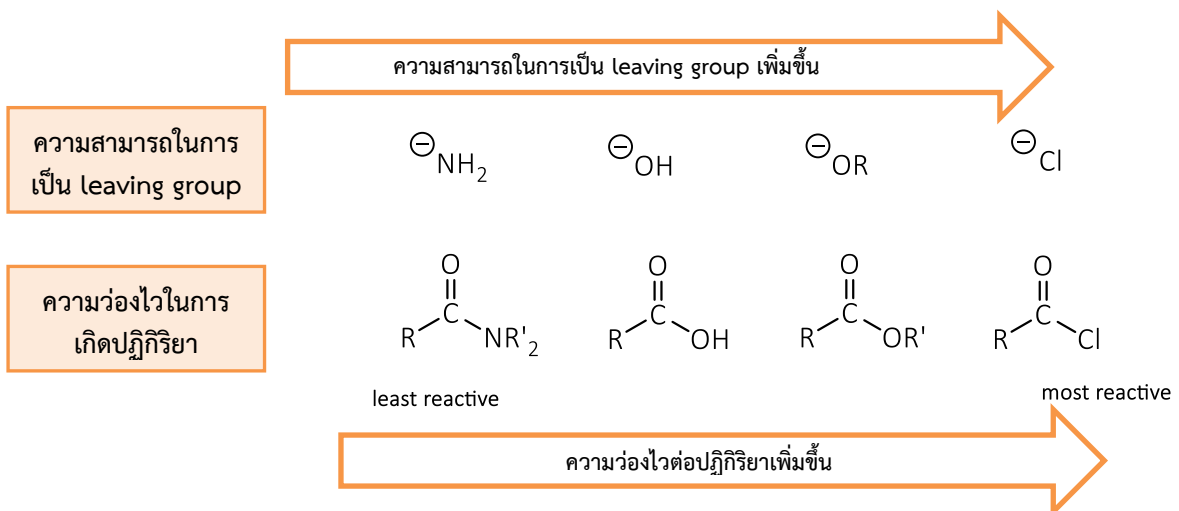 ความสามารถในการเป็น leaving group เพิ่มขึ้น
ความสามารถในการ
เป็น leaving group
⊖NH₂ ⊖OH ⊖OR ⊖Cl
ความว่องไวในการ
เกิดปฏิกิริยา
O O O O
C C C C
R NR'₂ R OH R OR' R Cl
least reactive most reactive
ความว่องไวต่อปฏิกิริยาเพิ่มขึ้น